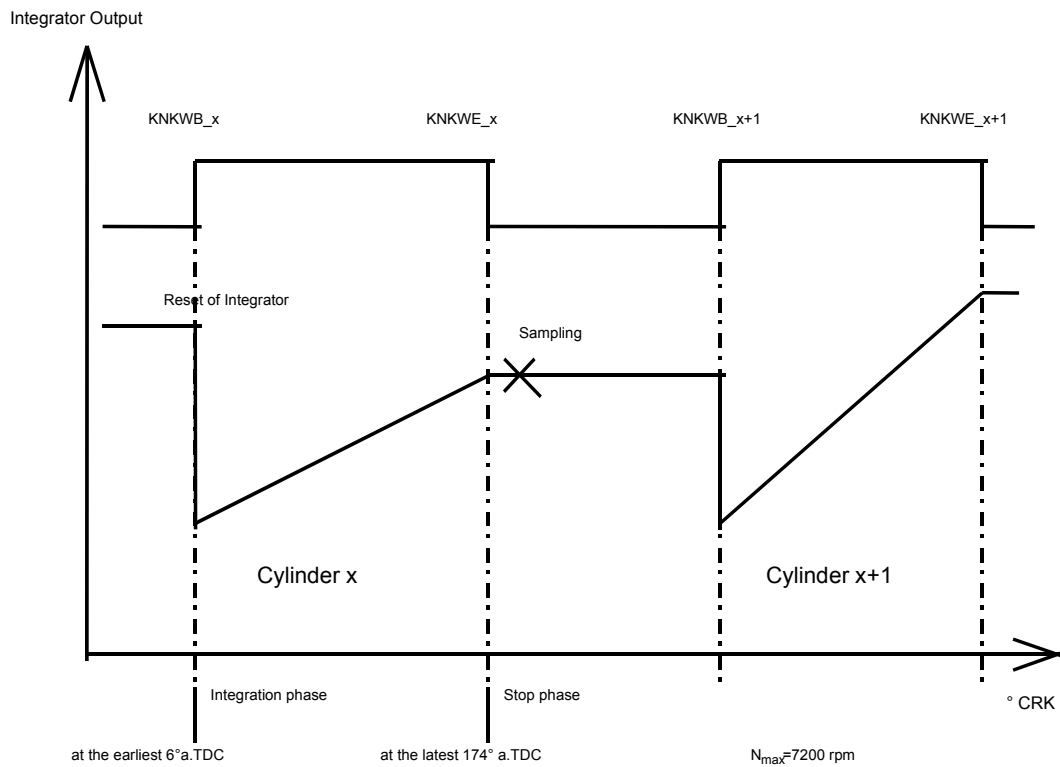 Integrator Output
KNKWB_x KNKWE_x KNKWB_x+1 KNKWE_x+1
Reset of Integrator
Sampling
Cylinder x Cylinder x+1
Integration phase Stop phase
° CRK
at the earliest 6°a.TDC at the latest 174° a.TDC Nmax=7200 rpm